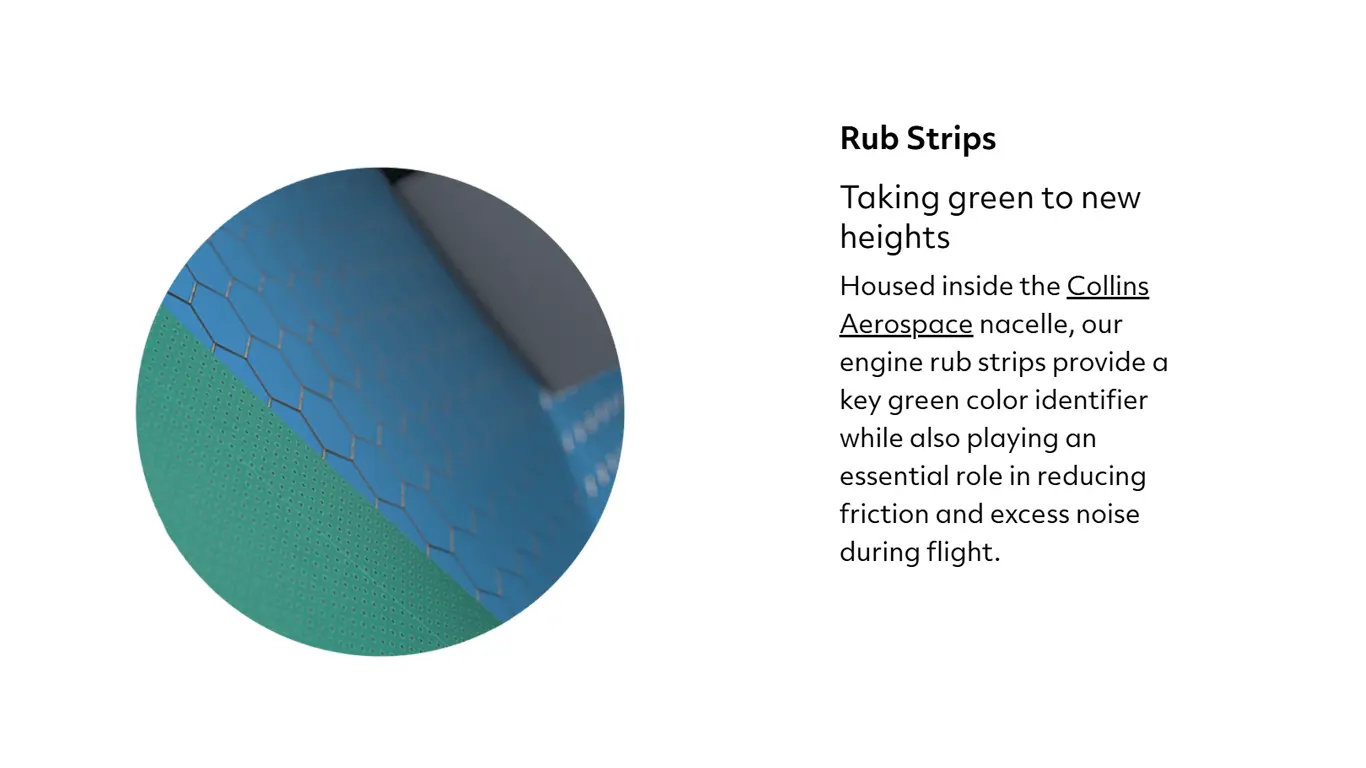 Rub Strips
Taking green to new
heights
Housed inside the Collins
Aerospace nacelle, our
engine rub strips provide a
key green color identifier
while also playing an
essential role in reducing
friction and excess noise
during flight.